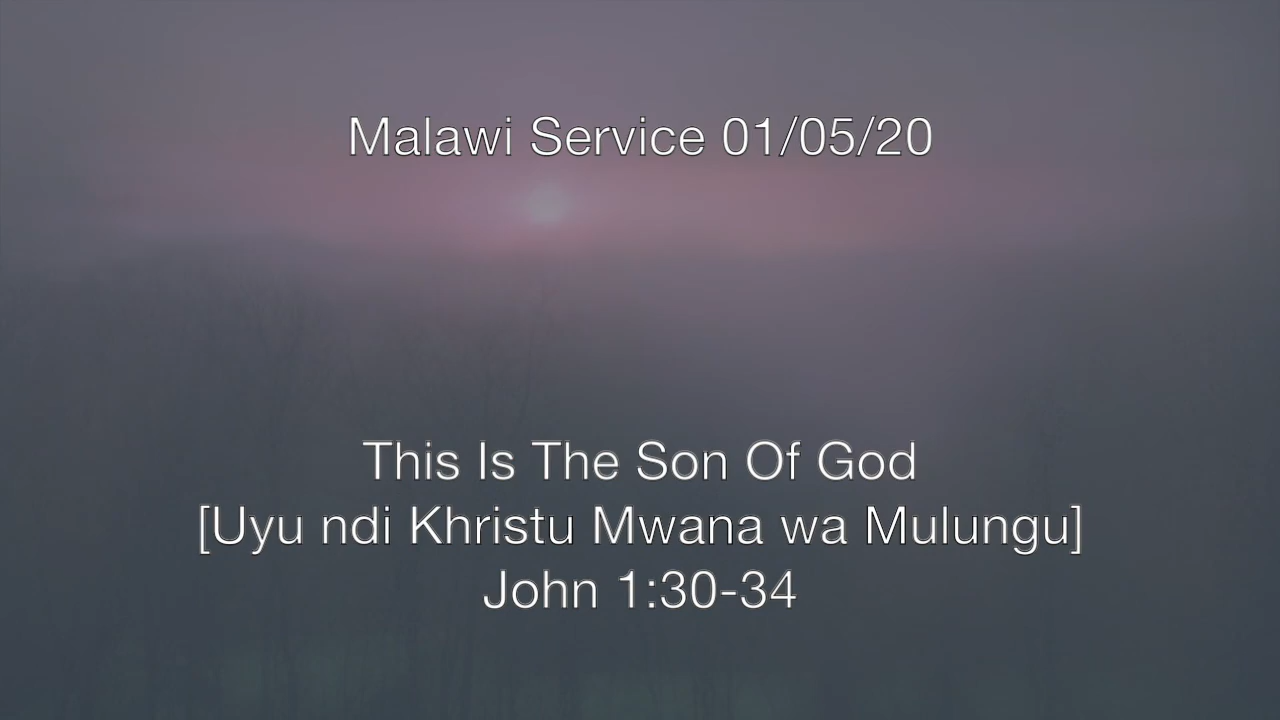 Malawi Service 01/05/20
This Is The Son Of God
[Uyu ndi Khristu Mwana wa Mulungu]
John 1:30-34